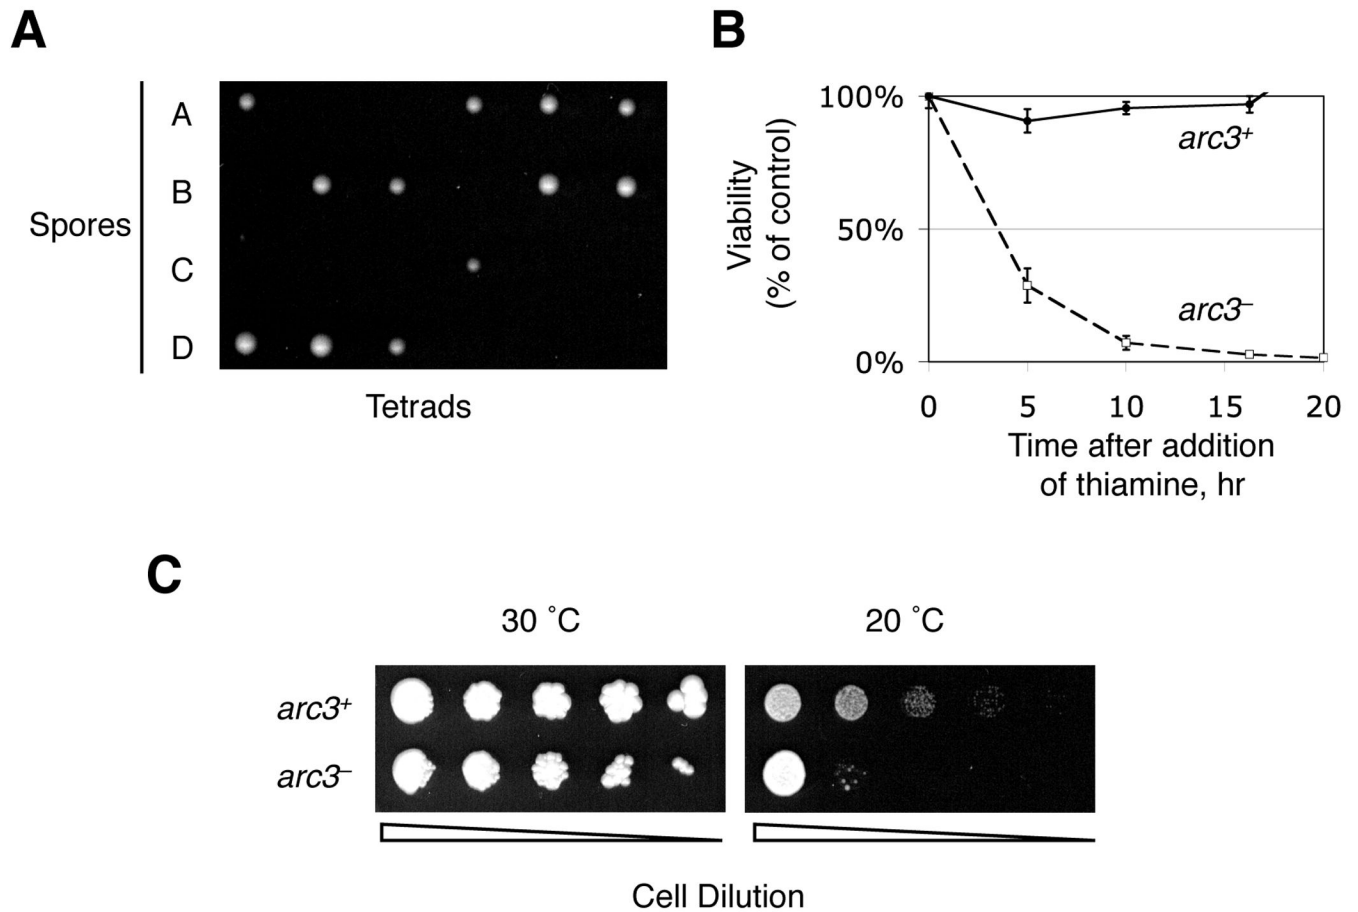 A
Spores
A
B
C
D
Tetrads
B
Viability
(% of control)
100%
50%
0%
arc3+
arc3–
0 5 10 15 20
Time after addition
of thiamine, hr
C
30 ˚C 20 ˚C
arc3+
arc3–
Cell Dilution